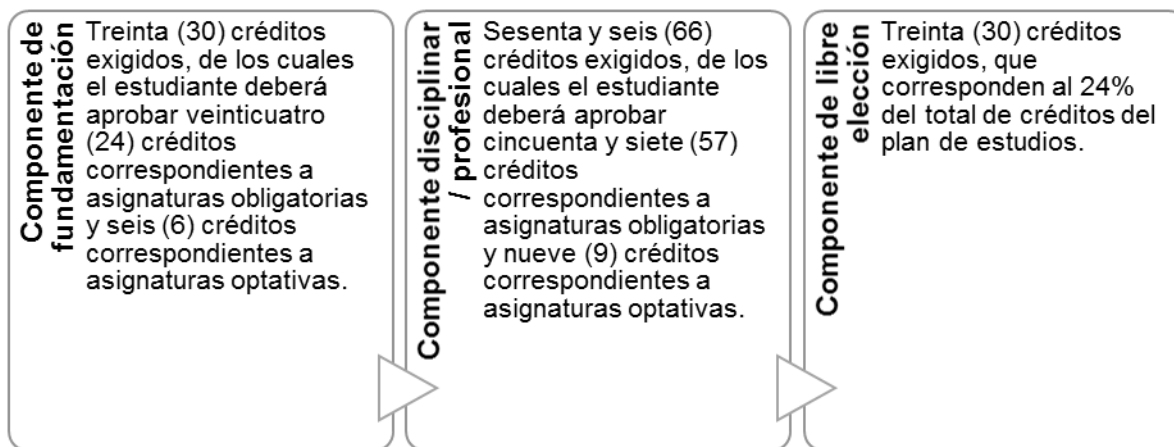 Componente de
fundamentación
Treinta (30) créditos
exigidos, de los cuales
el estudiante deberá
aprobar veinticuatro
(24) créditos
correspondientes a
asignaturas obligatorias
y seis (6) créditos
correspondientes a
asignaturas optativas.
Componente disciplinar
/ profesional
Sesenta y seis (66)
créditos exigidos, de los
cuales el estudiante
deberá aprobar
cincuenta y siete (57)
créditos
correspondientes a
asignaturas obligatorias
y nueve (9) créditos
correspondientes a
asignaturas optativas.
Componente de libre
elección
Treinta (30) créditos
exigidos, que
corresponden al 24%
del total de créditos del
plan de estudios.